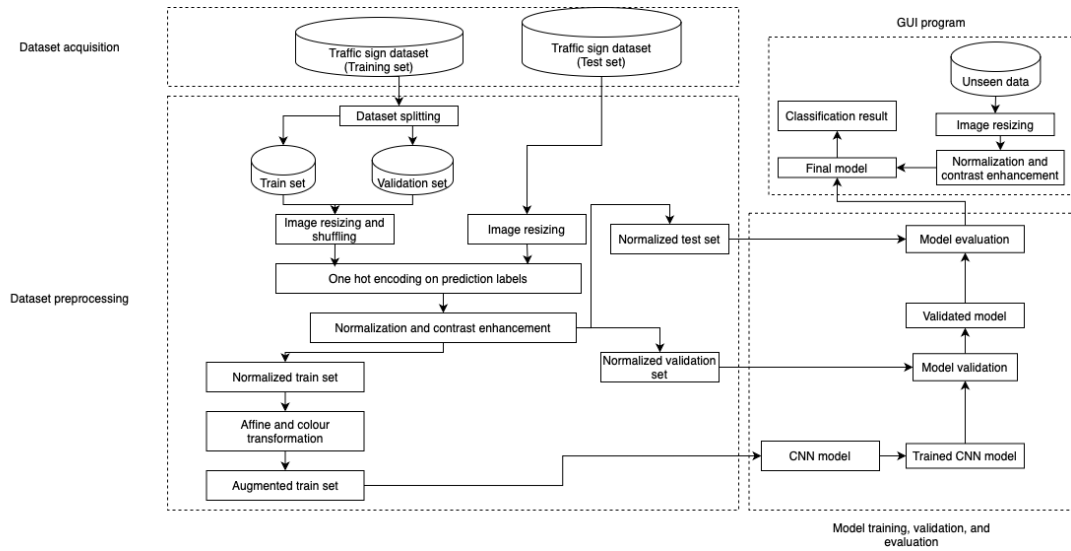 Dataset acquisition
Traffic sign dataset
(Training set)
Traffic sign dataset
(Test set)
GUI program
Unseen data
Classification result
Image resizing
Final model
Normalization and
contrast enhancement
Dataset preprocessing
Dataset splitting
Train set
Validation set
Image resizing and
shuffling
Image resizing
One hot encoding on prediction labels
Normalization and contrast enhancement
Normalized test set
Normalized validation
set
Normalized train set
Affine and colour
transformation
Augmented train set
Model evaluation
Validated model
Model validation
CNN model
Trained CNN model
Model training, validation, and
evaluation